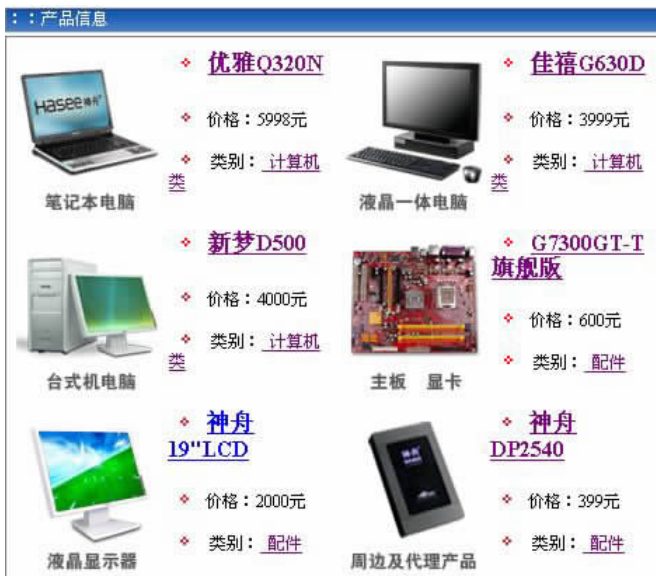 ：：产品信息
Hasee神舟
笔记本电脑
优雅Q320N
价格：5998元
类别：计算机
类
液晶一体电脑
佳禧G630D
价格：3999元
类别：计算机
类
台式机电脑
新梦D500
价格：4000元
类别：计算机
类
主板 显卡
G7300GT-T
旗舰版
价格：600元
类别：配件
液晶显示器
神舟
19"LCD
价格：2000元
类别：配件
周边及代理产品
神舟
DP2540
价格：399元
类别：配件